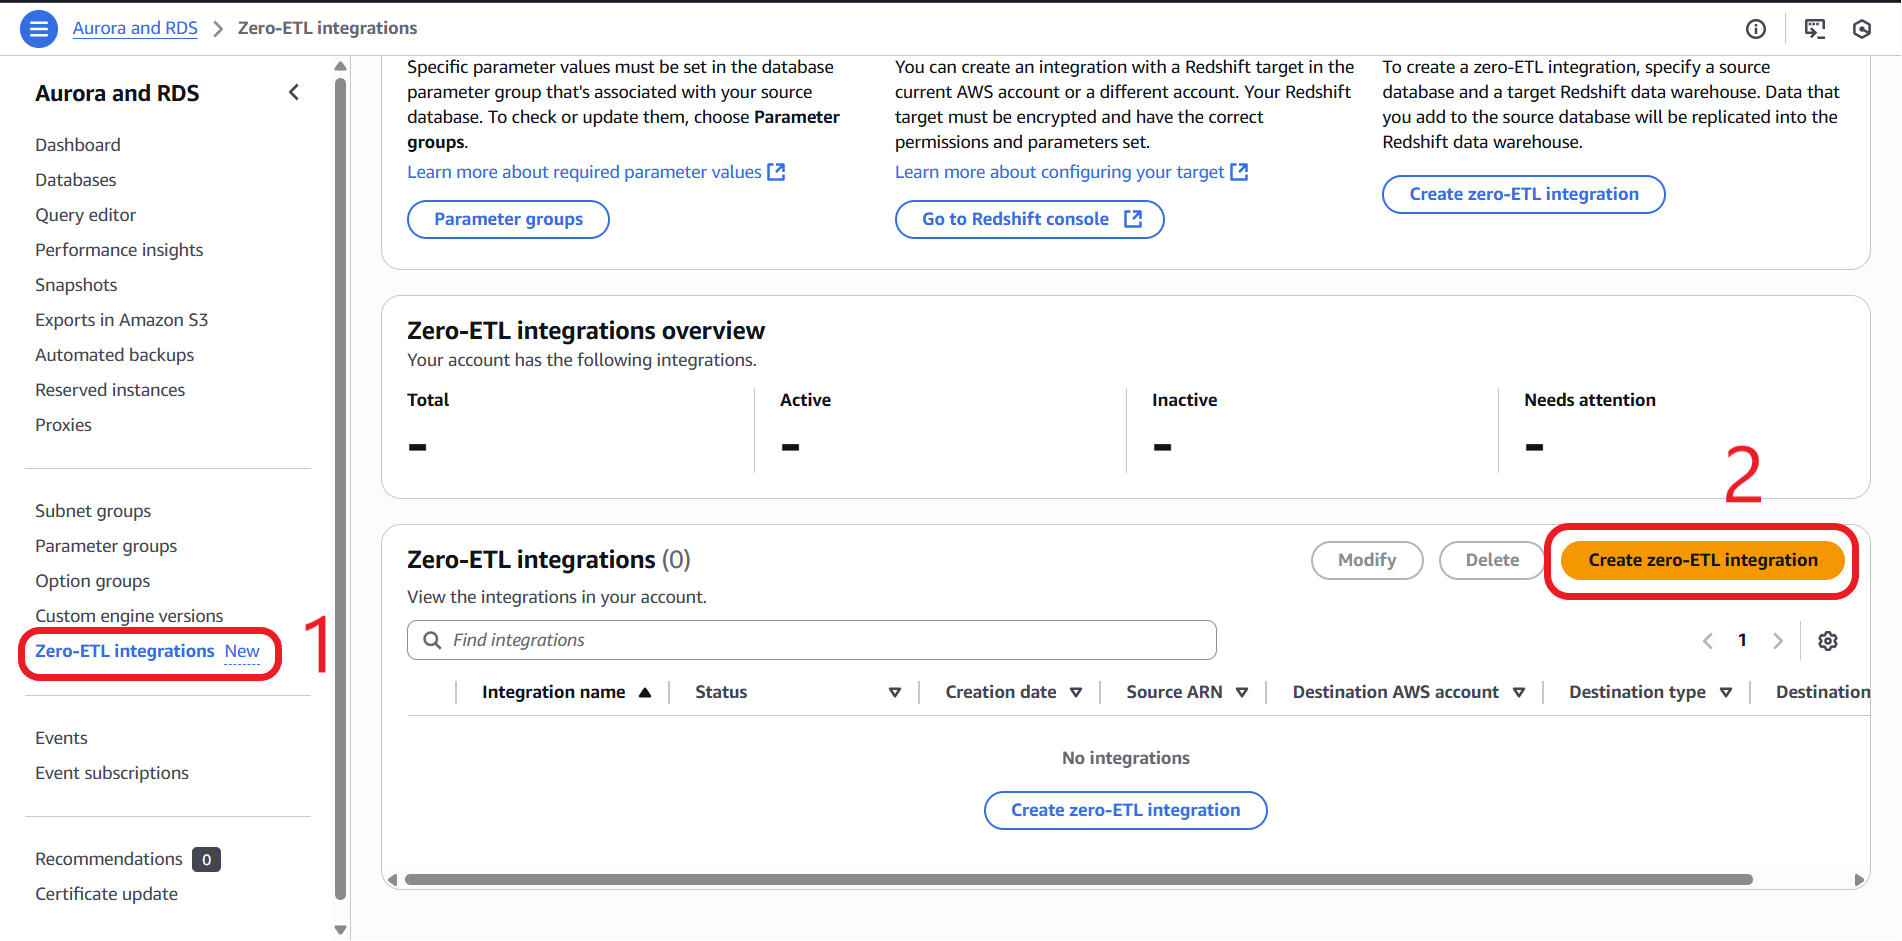 Aurora and RDS > Zero-ETL integrations
Aurora and RDS
Dashboard
Databases
Query editor
Performance insights
Snapshots
Exports in Amazon S3
Automated backups
Reserved instances
Proxies
Subnet groups
Parameter groups
Option groups
Custom engine versions
Zero-ETL integrations New
1
Events
Event subscriptions
Recommendations 0
Certificate update
Specific parameter values must be set in the database
parameter group that's associated with your source
database. To check or update them, choose Parameter
groups.
Learn more about required parameter values
Parameter groups
You can create an integration with a Redshift target in the
current AWS account or a different account. Your Redshift
target must be encrypted and have the correct
permissions and parameters set.
Learn more about configuring your target
Go to Redshift console
To create a zero-ETL integration, specify a source
database and a target Redshift data warehouse. Data that
you add to the source database will be replicated into the
Redshift data warehouse.
Create zero-ETL integration
Zero-ETL integrations overview
Your account has the following integrations.
Total
-
Active
-
Inactive
-
Needs attention
-
2
Zero-ETL integrations (0)
Modify
Delete
Create zero-ETL integration
View the integrations in your account.
Find integrations
1
Integration name Status Creation date Source ARN Destination AWS account Destination type Destination
No integrations
Create zero-ETL integration